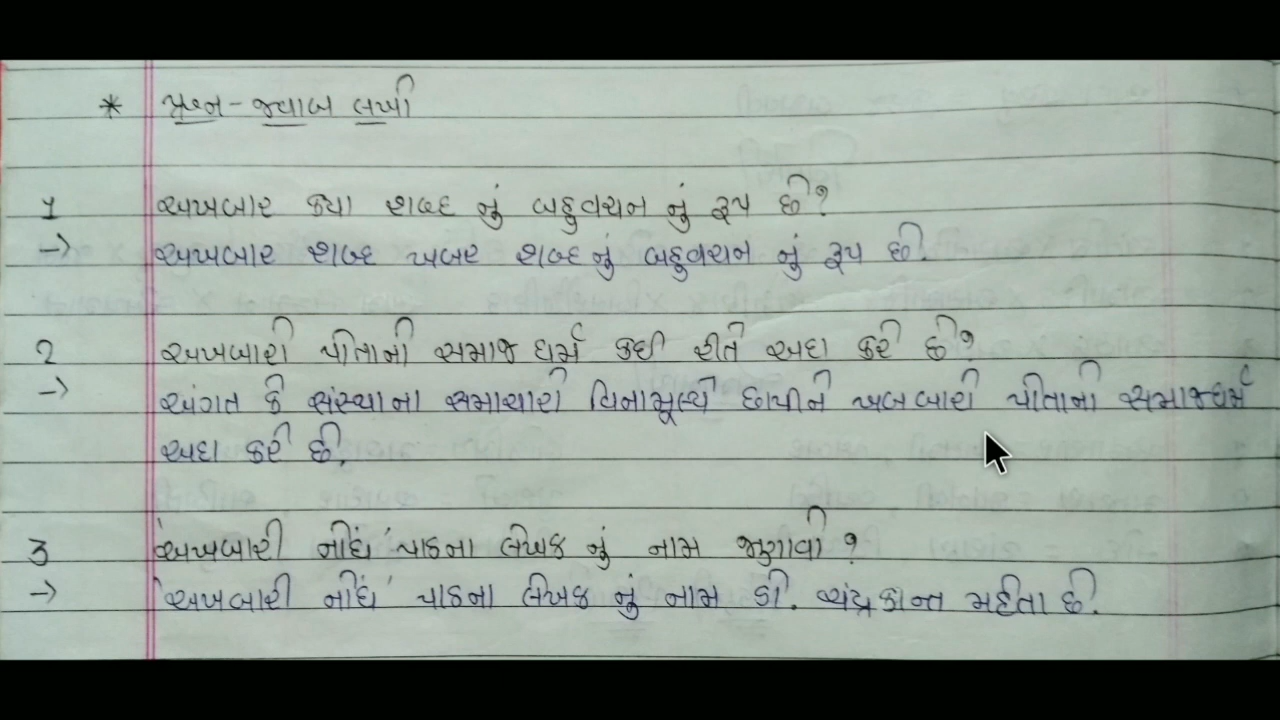 * પ્રશ્ન - જવાબ લખો
1 અખબાર કયા શબ્દ નું બહુવચન નું રૂપ છે?
→ અખબાર શબ્દ ખબર શબ્દ નું બહુવચન નું રૂપ છે.
2 અખબારો પોતાનો સમાજ ધર્મ કઈ રીતે અદા કરે છે?
→ અંગત કે સંસ્થાના સમાચારો વિનામૂલ્યે છાપીને અખબારો પોતાનો સમાજધર્મ
અદા કરે છે.
3 'અખબારી નોંધ' પાઠના લેખક નું નામ જણાવો ?
→ 'અખબારી નોંધ' પાઠના લેખક નું નામ ડો. ચંદ્રકાન્ત મહેતા છે.